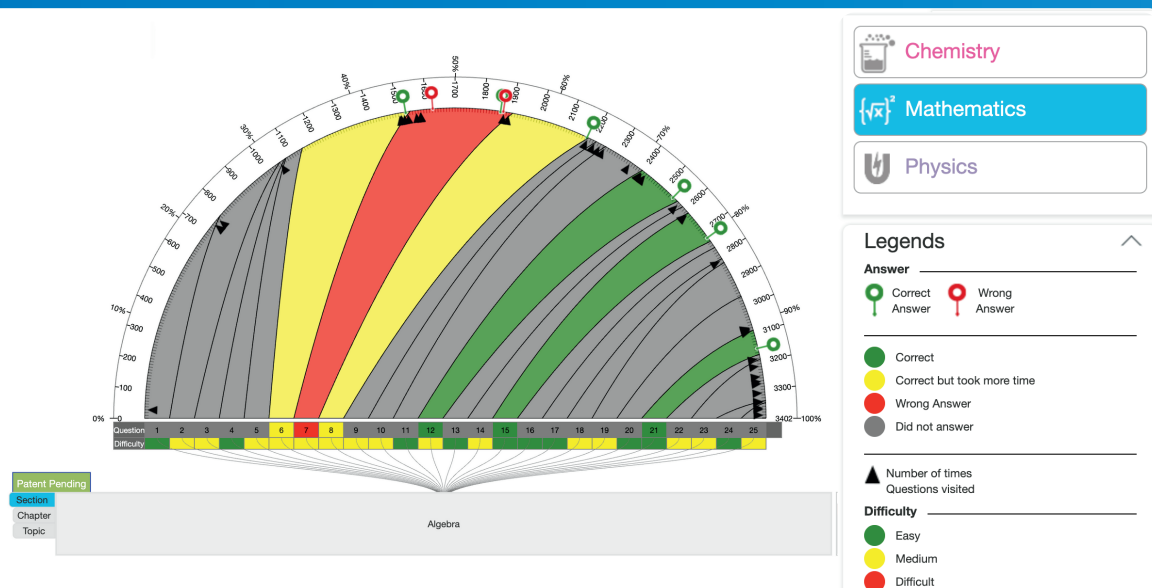 0%
0
100
200
300
10%
400
500
600
700
20%
800
900
1000
30%
1100
1200
1300
1400
40%
1500
1600
1700
50%
1800
1900
2000
60%
2100
2200
2300
2400
70%
2500
2600
2700
80%
2800
2900
3000
90%
3100
3200
3300
3402
100%
Question 1 2 3 4 5 6 7 8 9 10 11 12 13 14 15 16 17 18 19 20 21 22 23 24 25
Difficulty
Patent Pending
Section
Chapter
Topic
Algebra
Chemistry
{√x}² Mathematics
Physics
Legends
Answer
Correct Answer
Wrong Answer
Correct
Correct but took more time
Wrong Answer
Did not answer
Number of times
Questions visited
Difficulty
Easy
Medium
Difficult